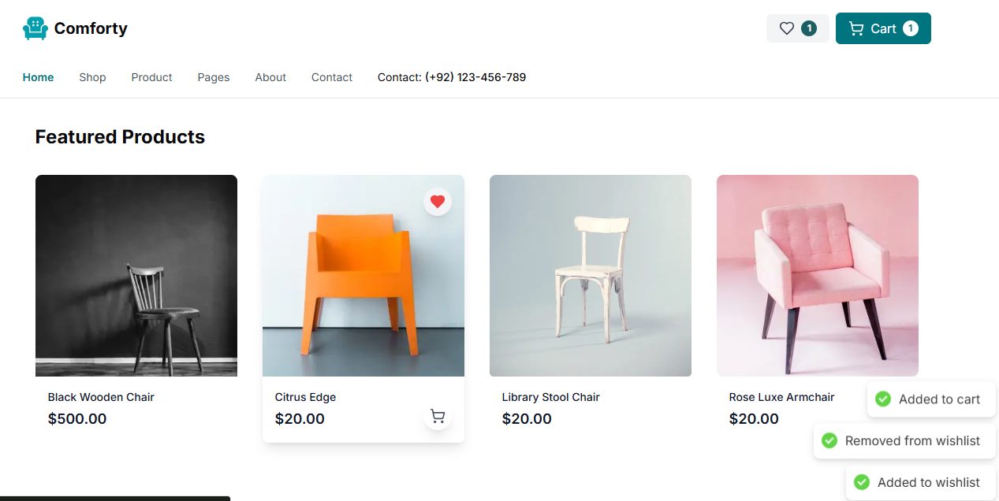 Comforty
1
Cart 1
Home Shop Product Pages About Contact Contact: (+92) 123-456-789
Featured Products
Black Wooden Chair
$500.00
Citrus Edge
$20.00
Library Stool Chair
$20.00
Rose Luxe Armchair
$20.00
Added to cart
Removed from wishlist
Added to wishlist